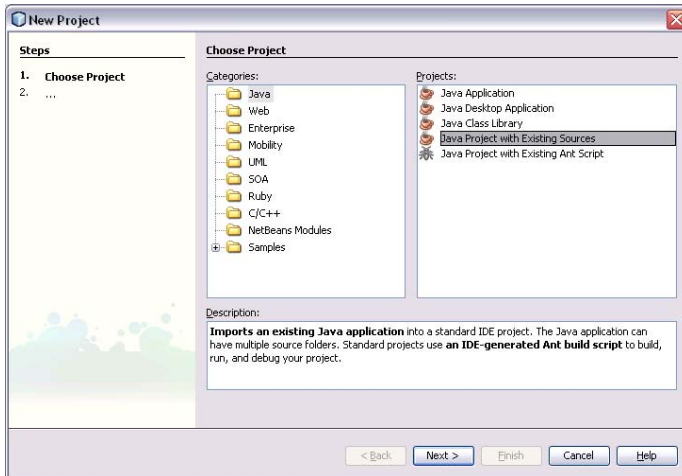 New Project
Steps
1. Choose Project
2. ...
Choose Project
Categories:
Java
Web
Enterprise
Mobility
UML
SOA
Ruby
C/C++
NetBeans Modules
Samples
Projects:
Java Application
Java Desktop Application
Java Class Library
Java Project with Existing Sources
Java Project with Existing Ant Script
Description:
Imports an existing Java application into a standard IDE project. The Java application can
have multiple source folders. Standard projects use an IDE-generated Ant build script to build,
run, and debug your project.
< Back
Next >
Finish
Cancel
Help